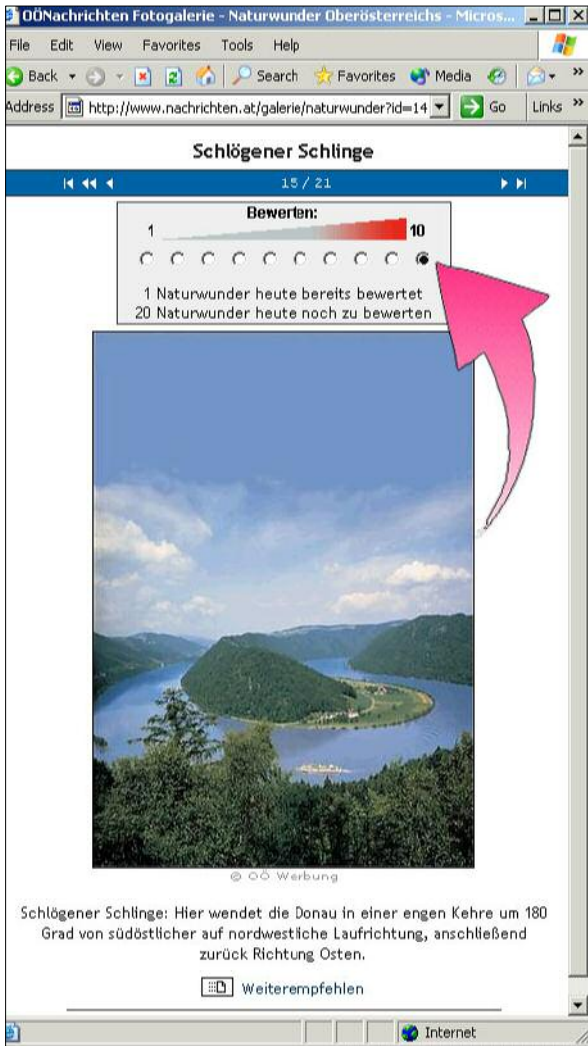 OÖNachrichten Fotogalerie - Naturwunder Oberösterreichs - Micros...
File Edit View Favorites Tools Help
Back Search Favorites Media »
Address http://www.nachrichten.at/galerie/naturwunder?id=14 Go Links »
Schlögener Schlinge
15 / 21
Bewerten:
1 10
1 Naturwunder heute bereits bewertet
20 Naturwunder heute noch zu bewerten
© OÖ Werbung
Schlögener Schlinge: Hier wendet die Donau in einer engen Kehre um 180
Grad von südöstlicher auf nordwestliche Laufrichtung, anschließend
zurück Richtung Osten.
Weiterempfehlen
Internet